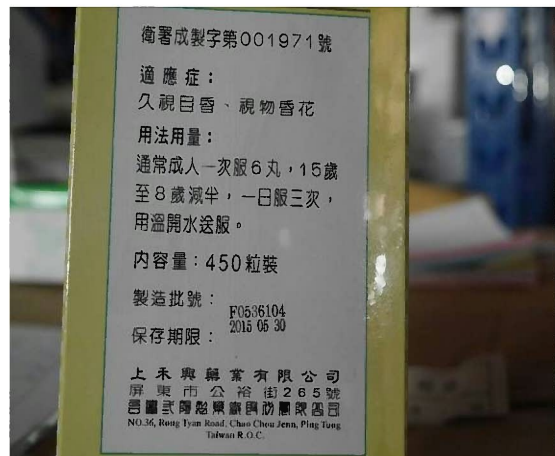 衛署成製字第001971號
適應症：
久視目昏、視物昏花
用法用量：
通常成人一次服6丸，15歲
至8歲減半，一日服三次，
用溫開水送服。
內容量：450粒裝
製造批號：
F0536104
保存期限：
2015 05 30
上禾興藥業有限公司
屏東市公裕街265號
NO.36, Rong Tyan Road, Chao Chou Jenn, Ping Tung
Taiwan R.O.C.